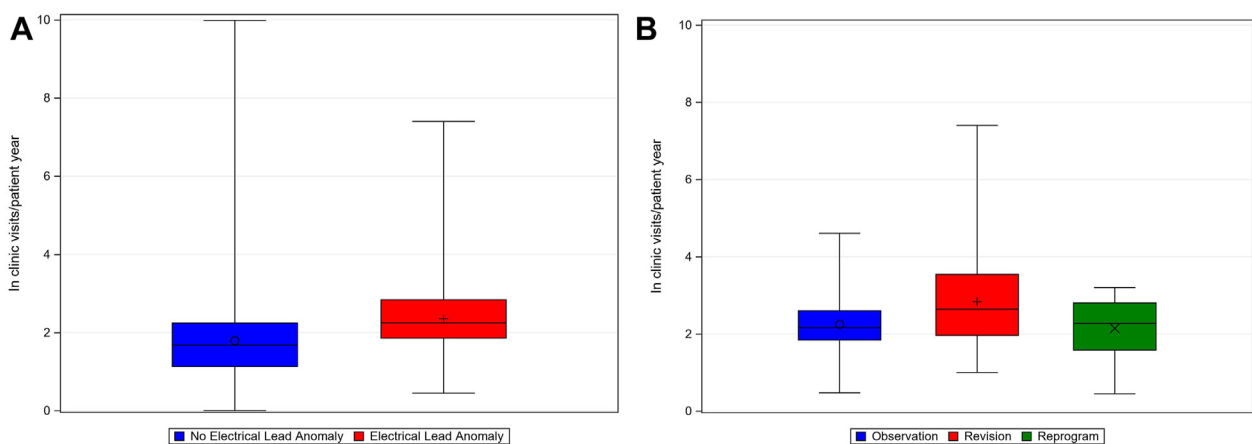 A
In clinic visits/patient year
10
8
6
4
2
0
No Electrical Lead Anomaly Electrical Lead Anomaly
B
In clinic visits/patient year
10
8
6
4
2
0
Observation Revision Reprogram